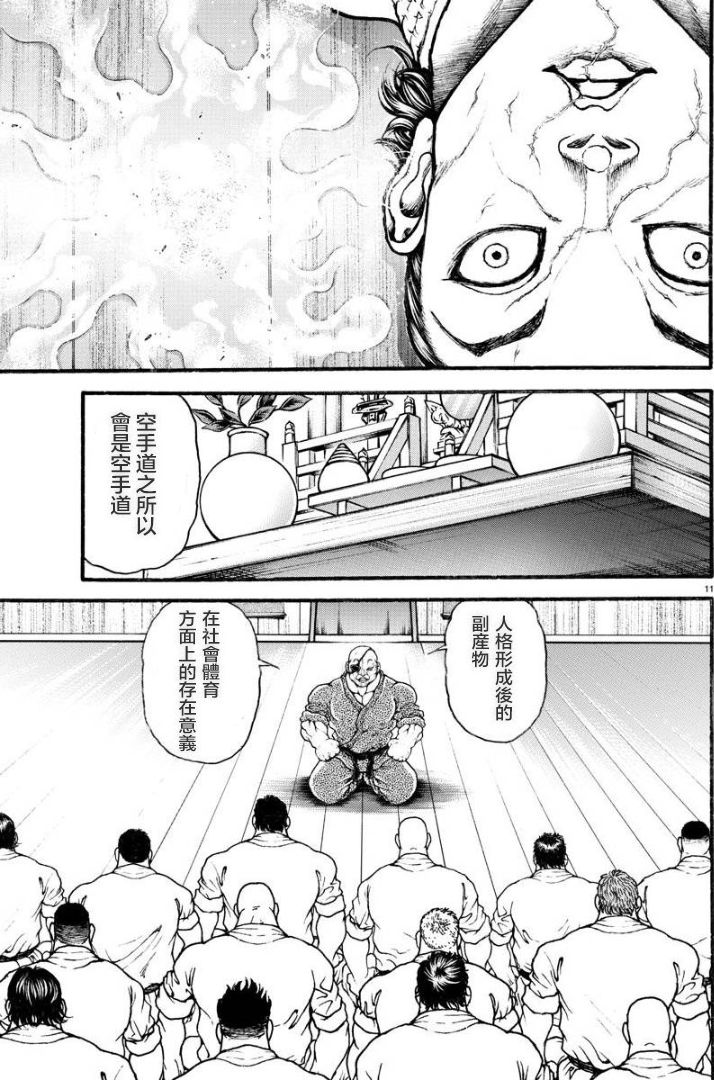 空手道之所以
會是空手道
11
人格形成後的
副産物
在社會體育
方面上的存在意義